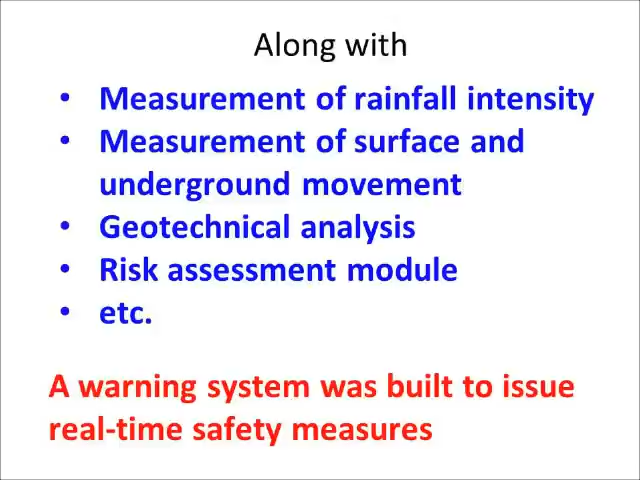 Along with
• Measurement of rainfall intensity
• Measurement of surface and
underground movement
• Geotechnical analysis
• Risk assessment module
• etc.
A warning system was built to issue
real-time safety measures